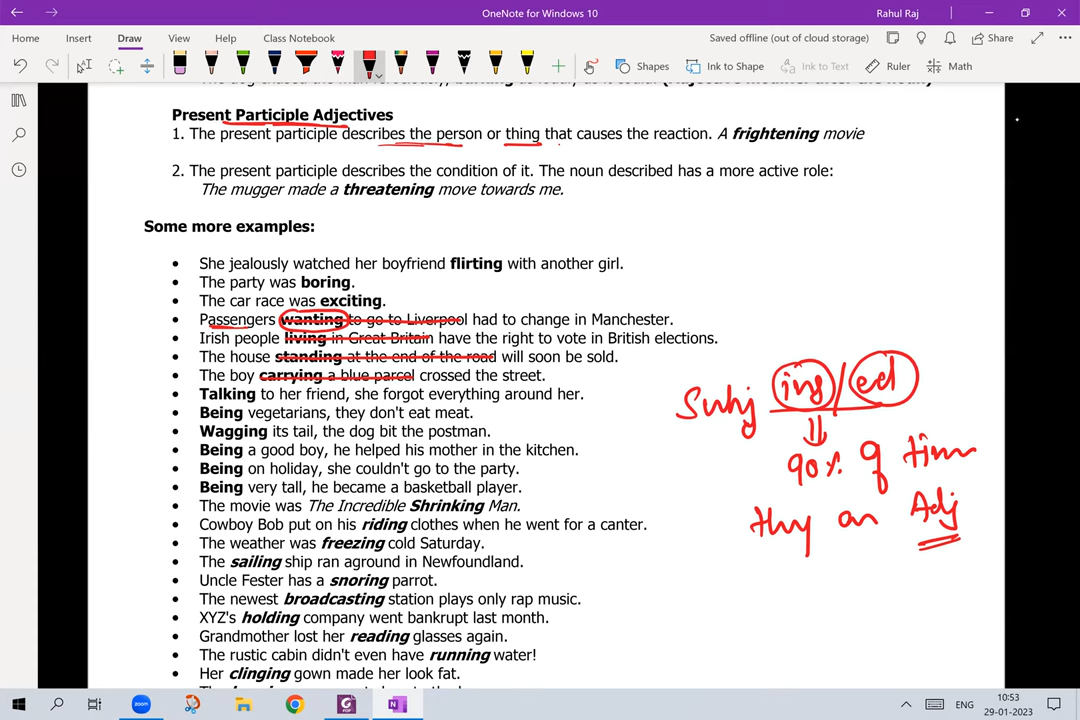 OneNote for Windows 10
Rahul Raj
Home Insert Draw View Help Class Notebook
Saved offline (out of cloud storage)
Share
Shapes
Ink to Shape
Ink to Text
Ruler
Math
Present Participle Adjectives
1. The present participle describes the person or thing that causes the reaction. A frightening movie
2. The present participle describes the condition of it. The noun described has a more active role:
The mugger made a threatening move towards me.
Some more examples:
• She jealously watched her boyfriend flirting with another girl.
• The party was boring.
• The car race was exciting.
• Passengers wanting to go to Liverpool had to change in Manchester.
• Irish people living in Great Britain have the right to vote in British elections.
• The house standing at the end of the road will soon be sold.
• The boy carrying a blue parcel crossed the street.
• Talking to her friend, she forgot everything around her.
• Being vegetarians, they don't eat meat.
• Wagging its tail, the dog bit the postman.
• Being a good boy, he helped his mother in the kitchen.
• Being on holiday, she couldn't go to the party.
• Being very tall, he became a basketball player.
• The movie was The Incredible Shrinking Man.
• Cowboy Bob put on his riding clothes when he went for a canter.
• The weather was freezing cold Saturday.
• The sailing ship ran aground in Newfoundland.
• Uncle Fester has a snoring parrot.
• The newest broadcasting station plays only rap music.
• XYZ's holding company went bankrupt last month.
• Grandmother lost her reading glasses again.
• The rustic cabin didn't even have running water!
• Her clinging gown made her look fat.
Subj ing/ed
90% of time
thy an Adj
zoom
ENG
10:53
29-01-2023